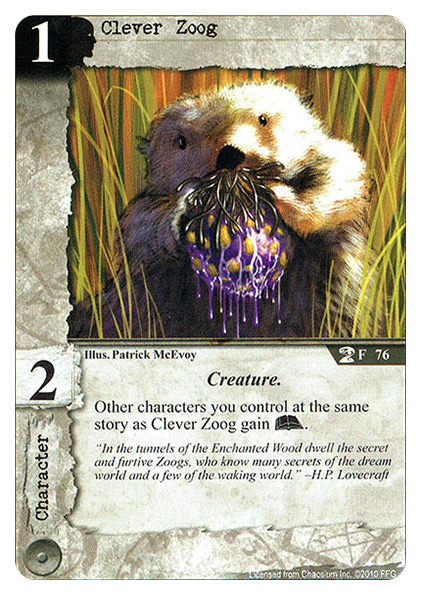 1
Clever Zoog
Illus. Patrick McEvoy
F 76
2
Creature.
Other characters you control at the same
story as Clever Zoog gain .
"In the tunnels of the Enchanted Wood dwell the secret
and furtive Zoogs, who know many secrets of the dream
world and a few of the waking world." –H.P. Lovecraft
Character
Licensed from Chaosium Inc. ©2010 FFG